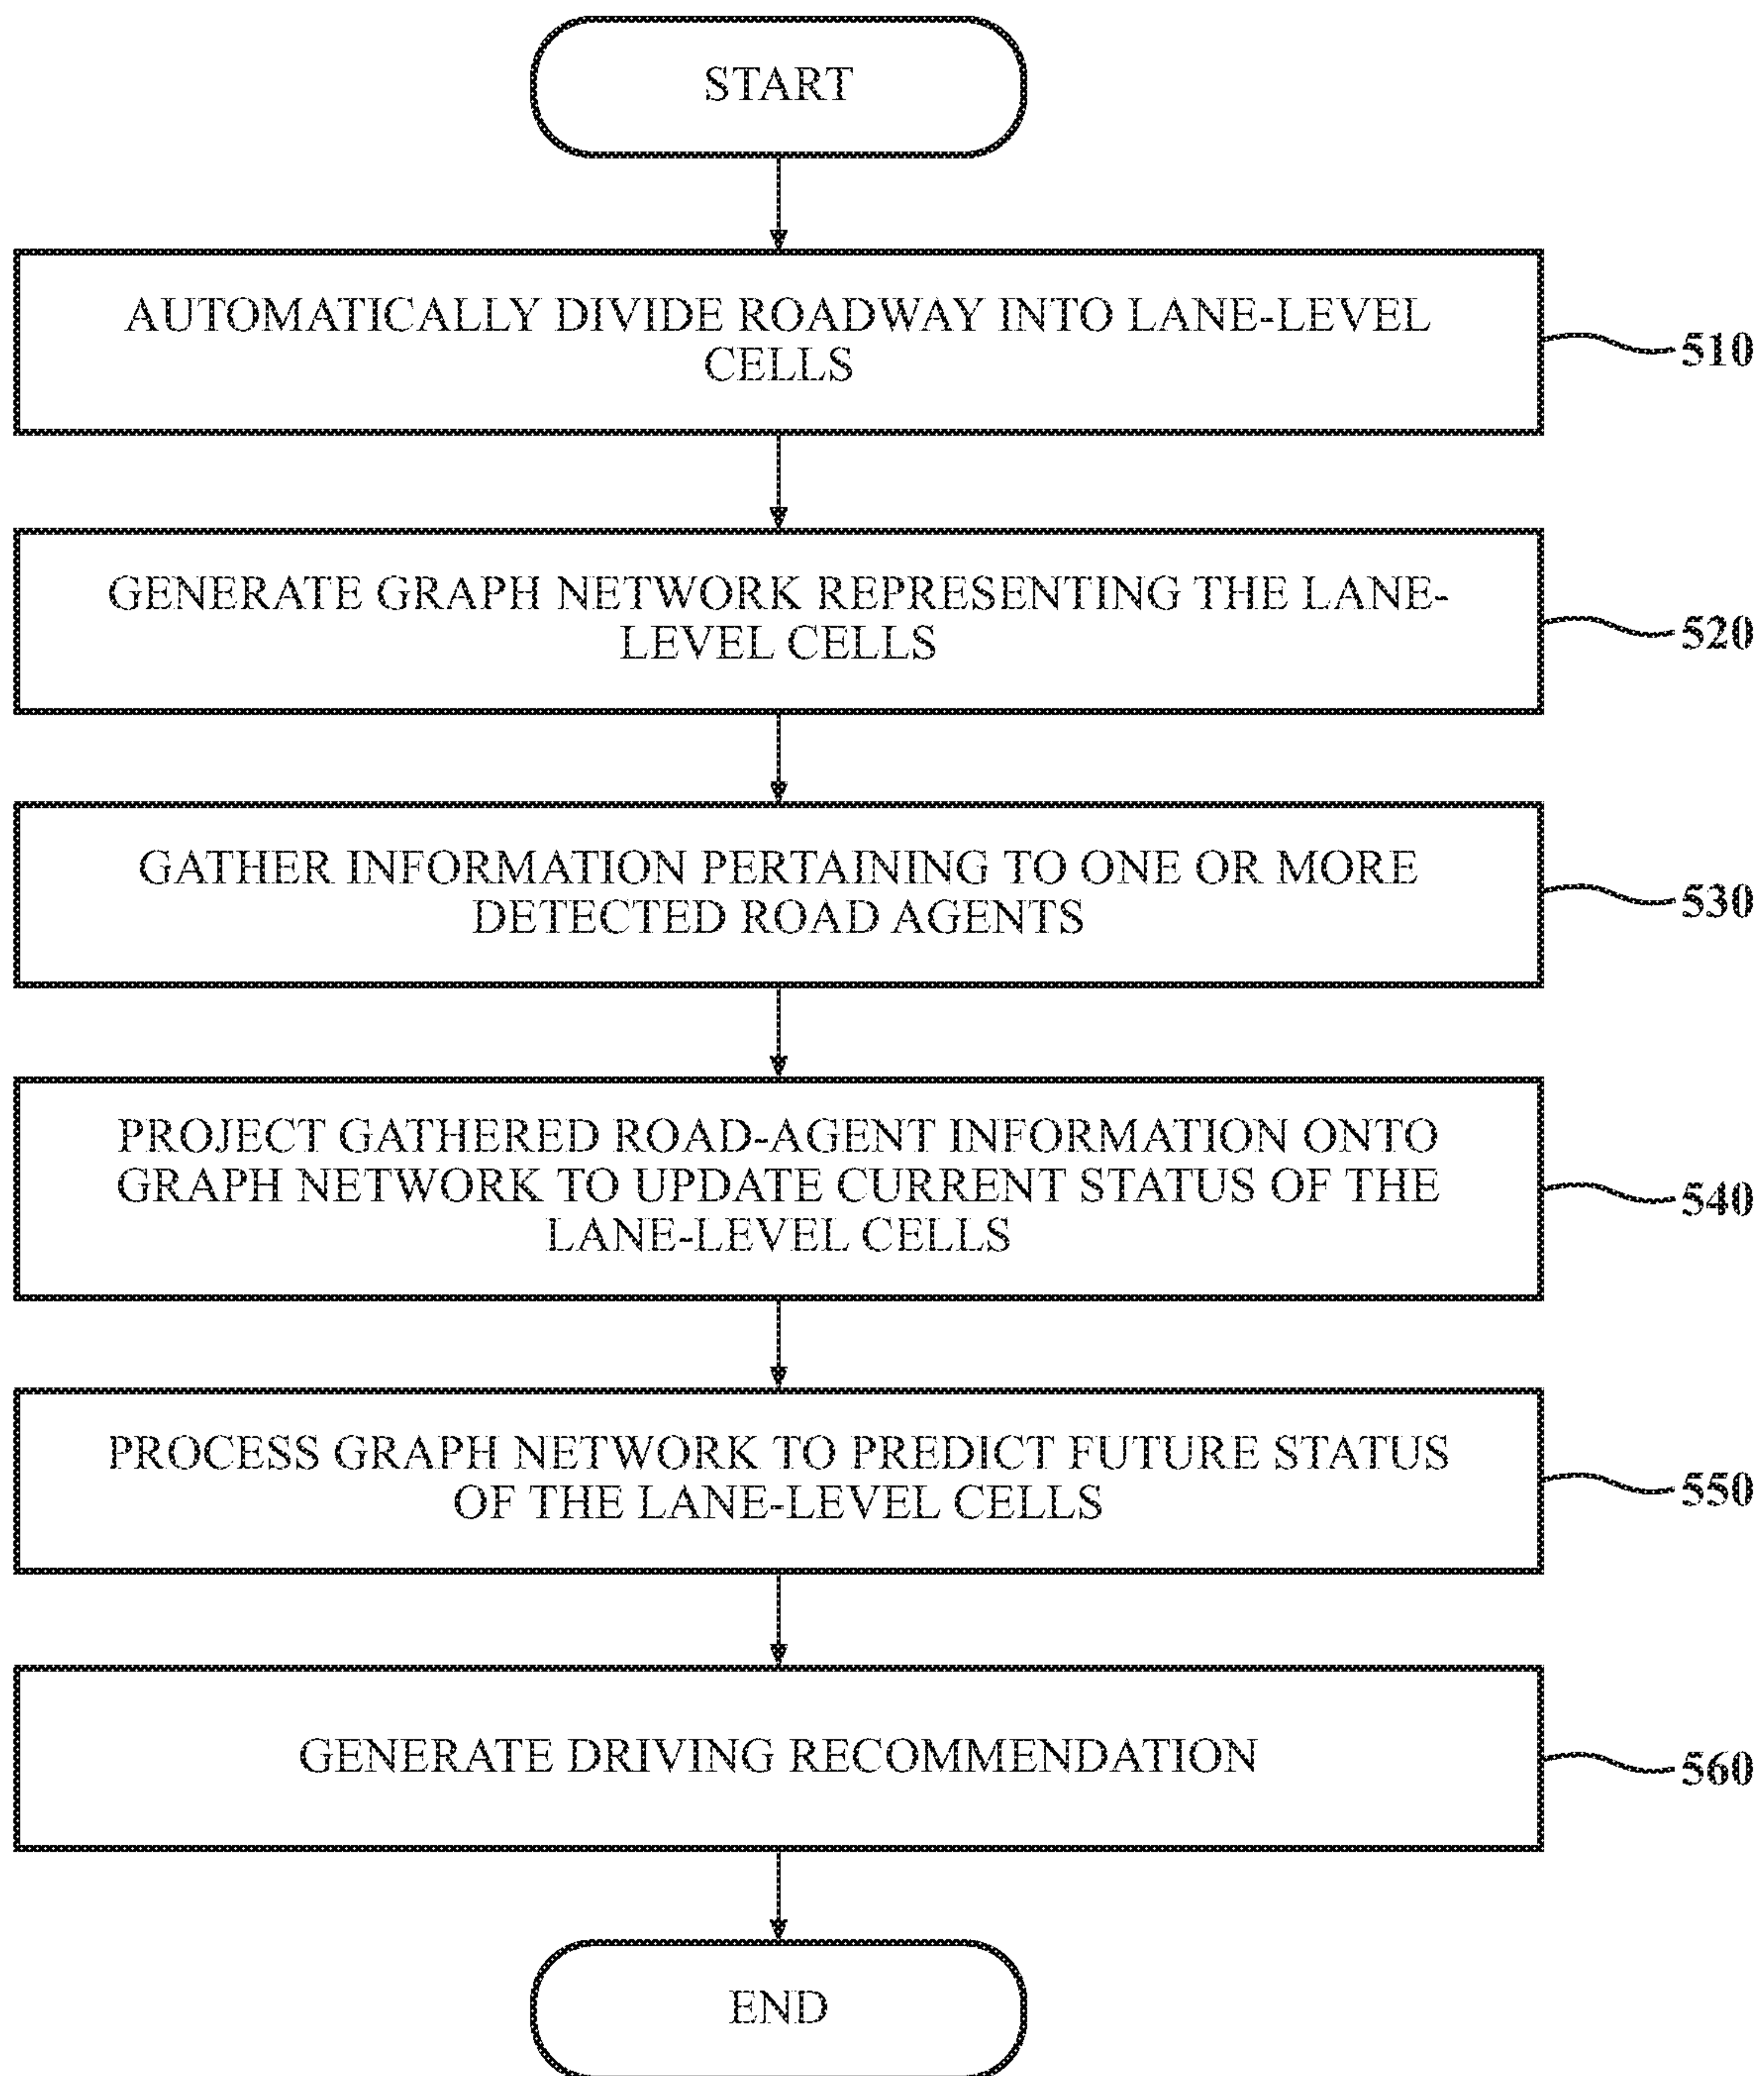 START
AUTOMATICALLY DIVIDE ROADWAY INTO LANE-LEVEL
CELLS
510
GENERATE GRAPH NETWORK REPRESENTING THE LANE-
LEVEL CELLS
520
GATHER INFORMATION PERTAINING TO ONE OR MORE
DETECTED ROAD AGENTS
530
PROJECT GATHERED ROAD-AGENT INFORMATION ONTO
GRAPH NETWORK TO UPDATE CURRENT STATUS OF THE
LANE-LEVEL CELLS
540
PROCESS GRAPH NETWORK TO PREDICT FUTURE STATUS
OF THE LANE-LEVEL CELLS
550
GENERATE DRIVING RECOMMENDATION
560
END